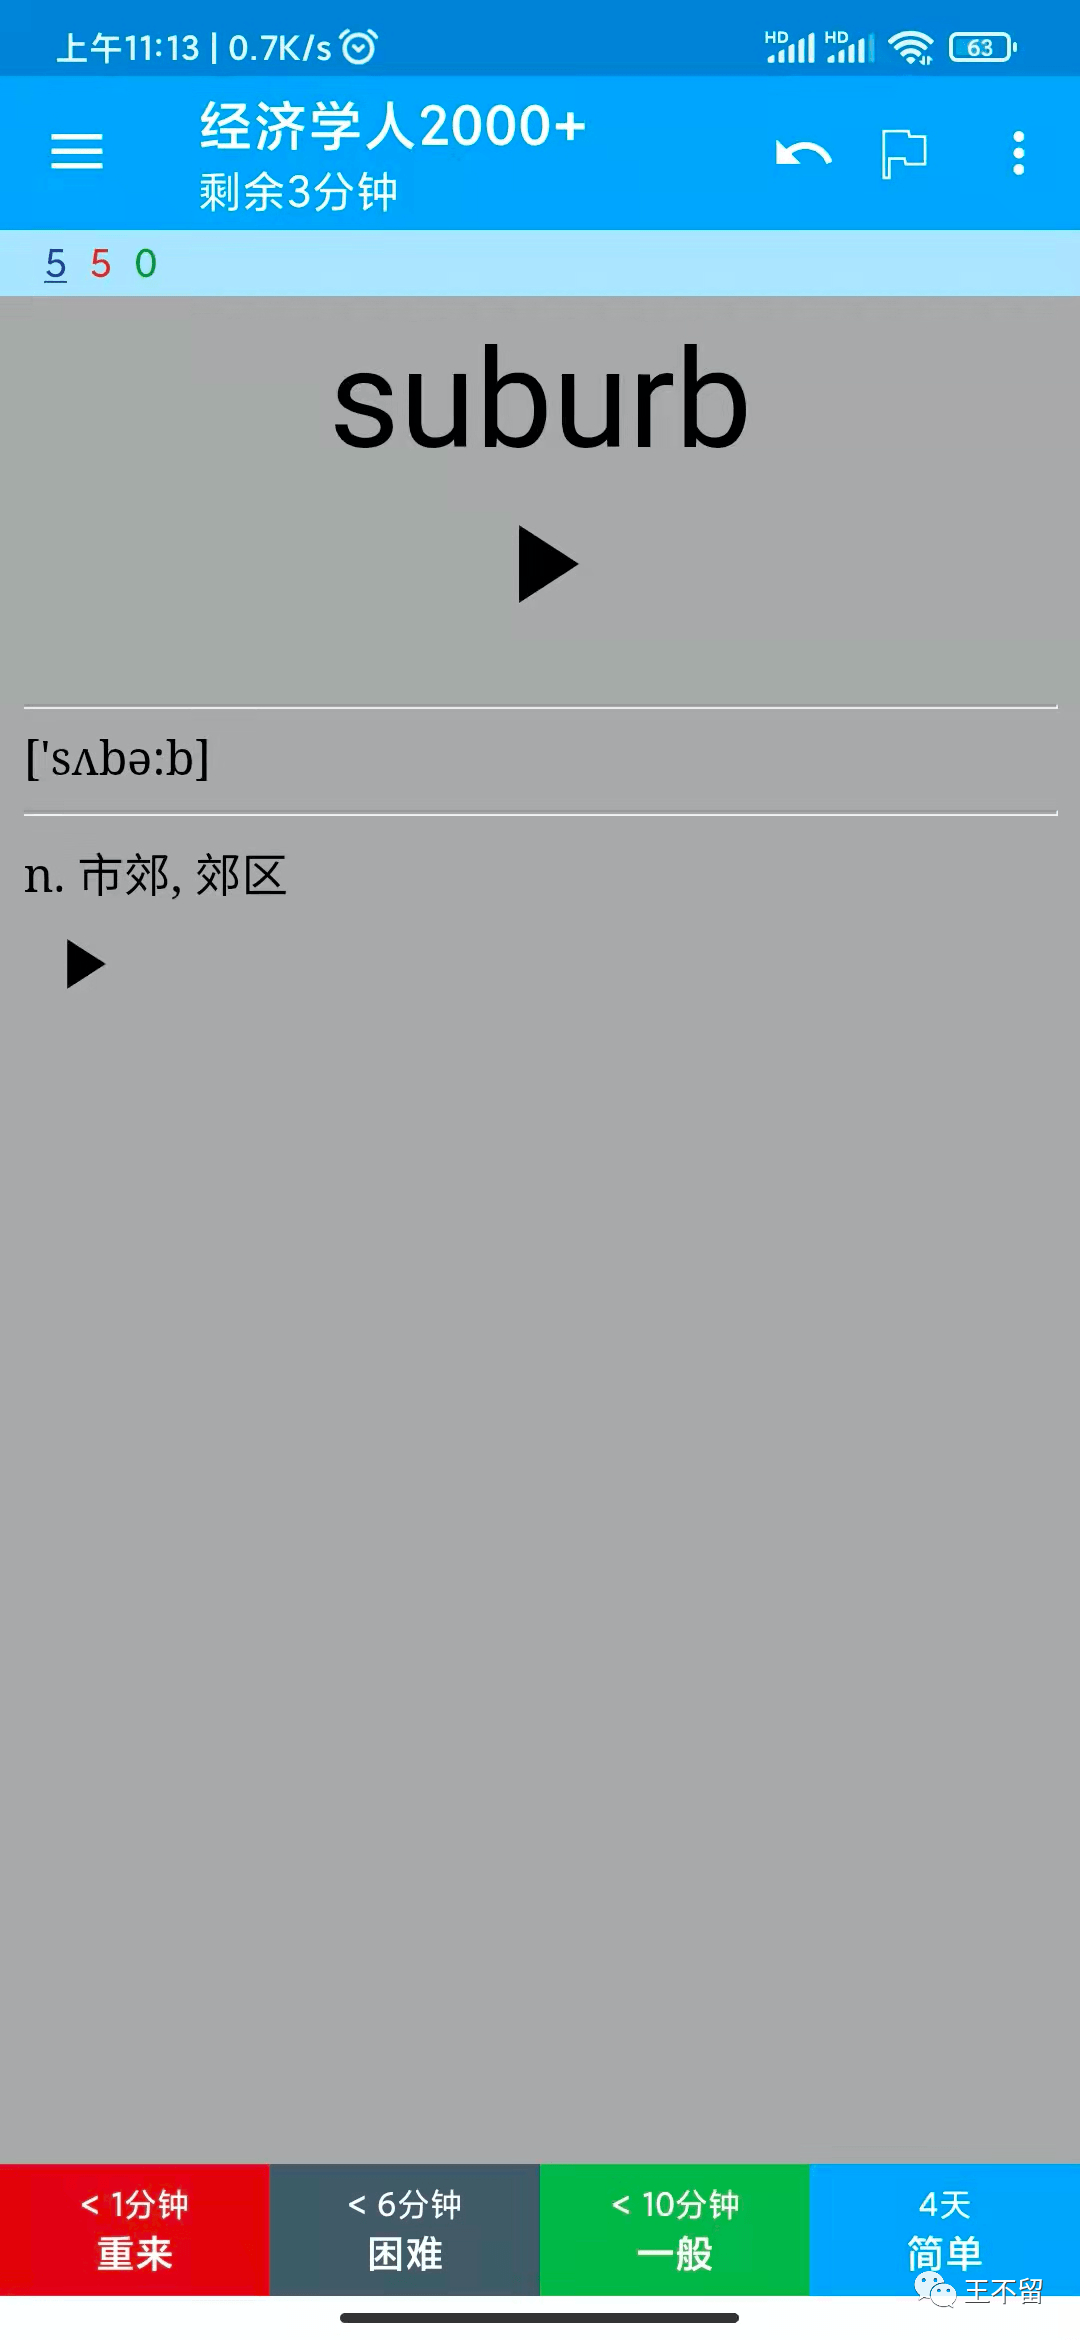 上午11:13 | 0.7K/s
HD HD 63
经济学人2000+
剩余3分钟
5 5 0
suburb
['sʌbə:b]
n. 市郊, 郊区
< 1分钟 < 6分钟 < 10分钟 4天
重来 困难 一般 简单
王不留